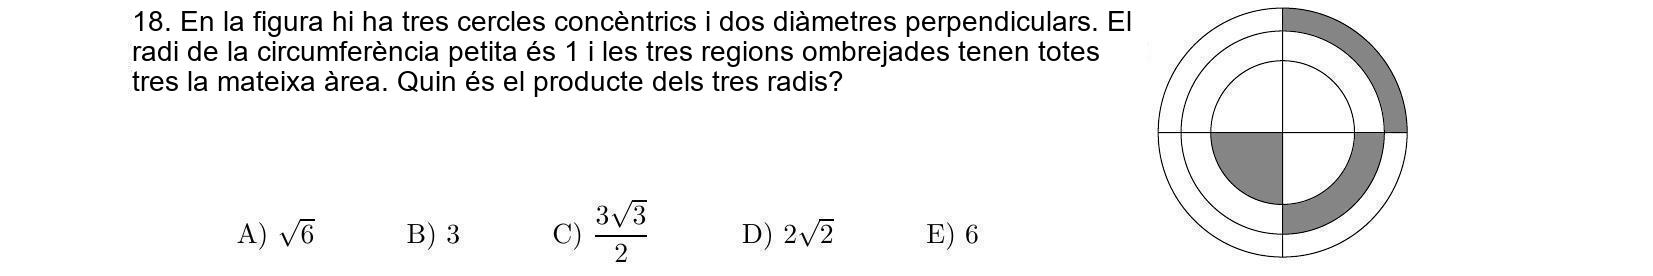 18. En la figura hi ha tres cercles concèntrics i dos diàmetres perpendiculars. El
radi de la circumferència petita és 1 i les tres regions ombrejades tenen totes
tres la mateixa àrea. Quin és el producte dels tres radis?
A) √6 B) 3 C) 3√3/2 D) 2√2 E) 6